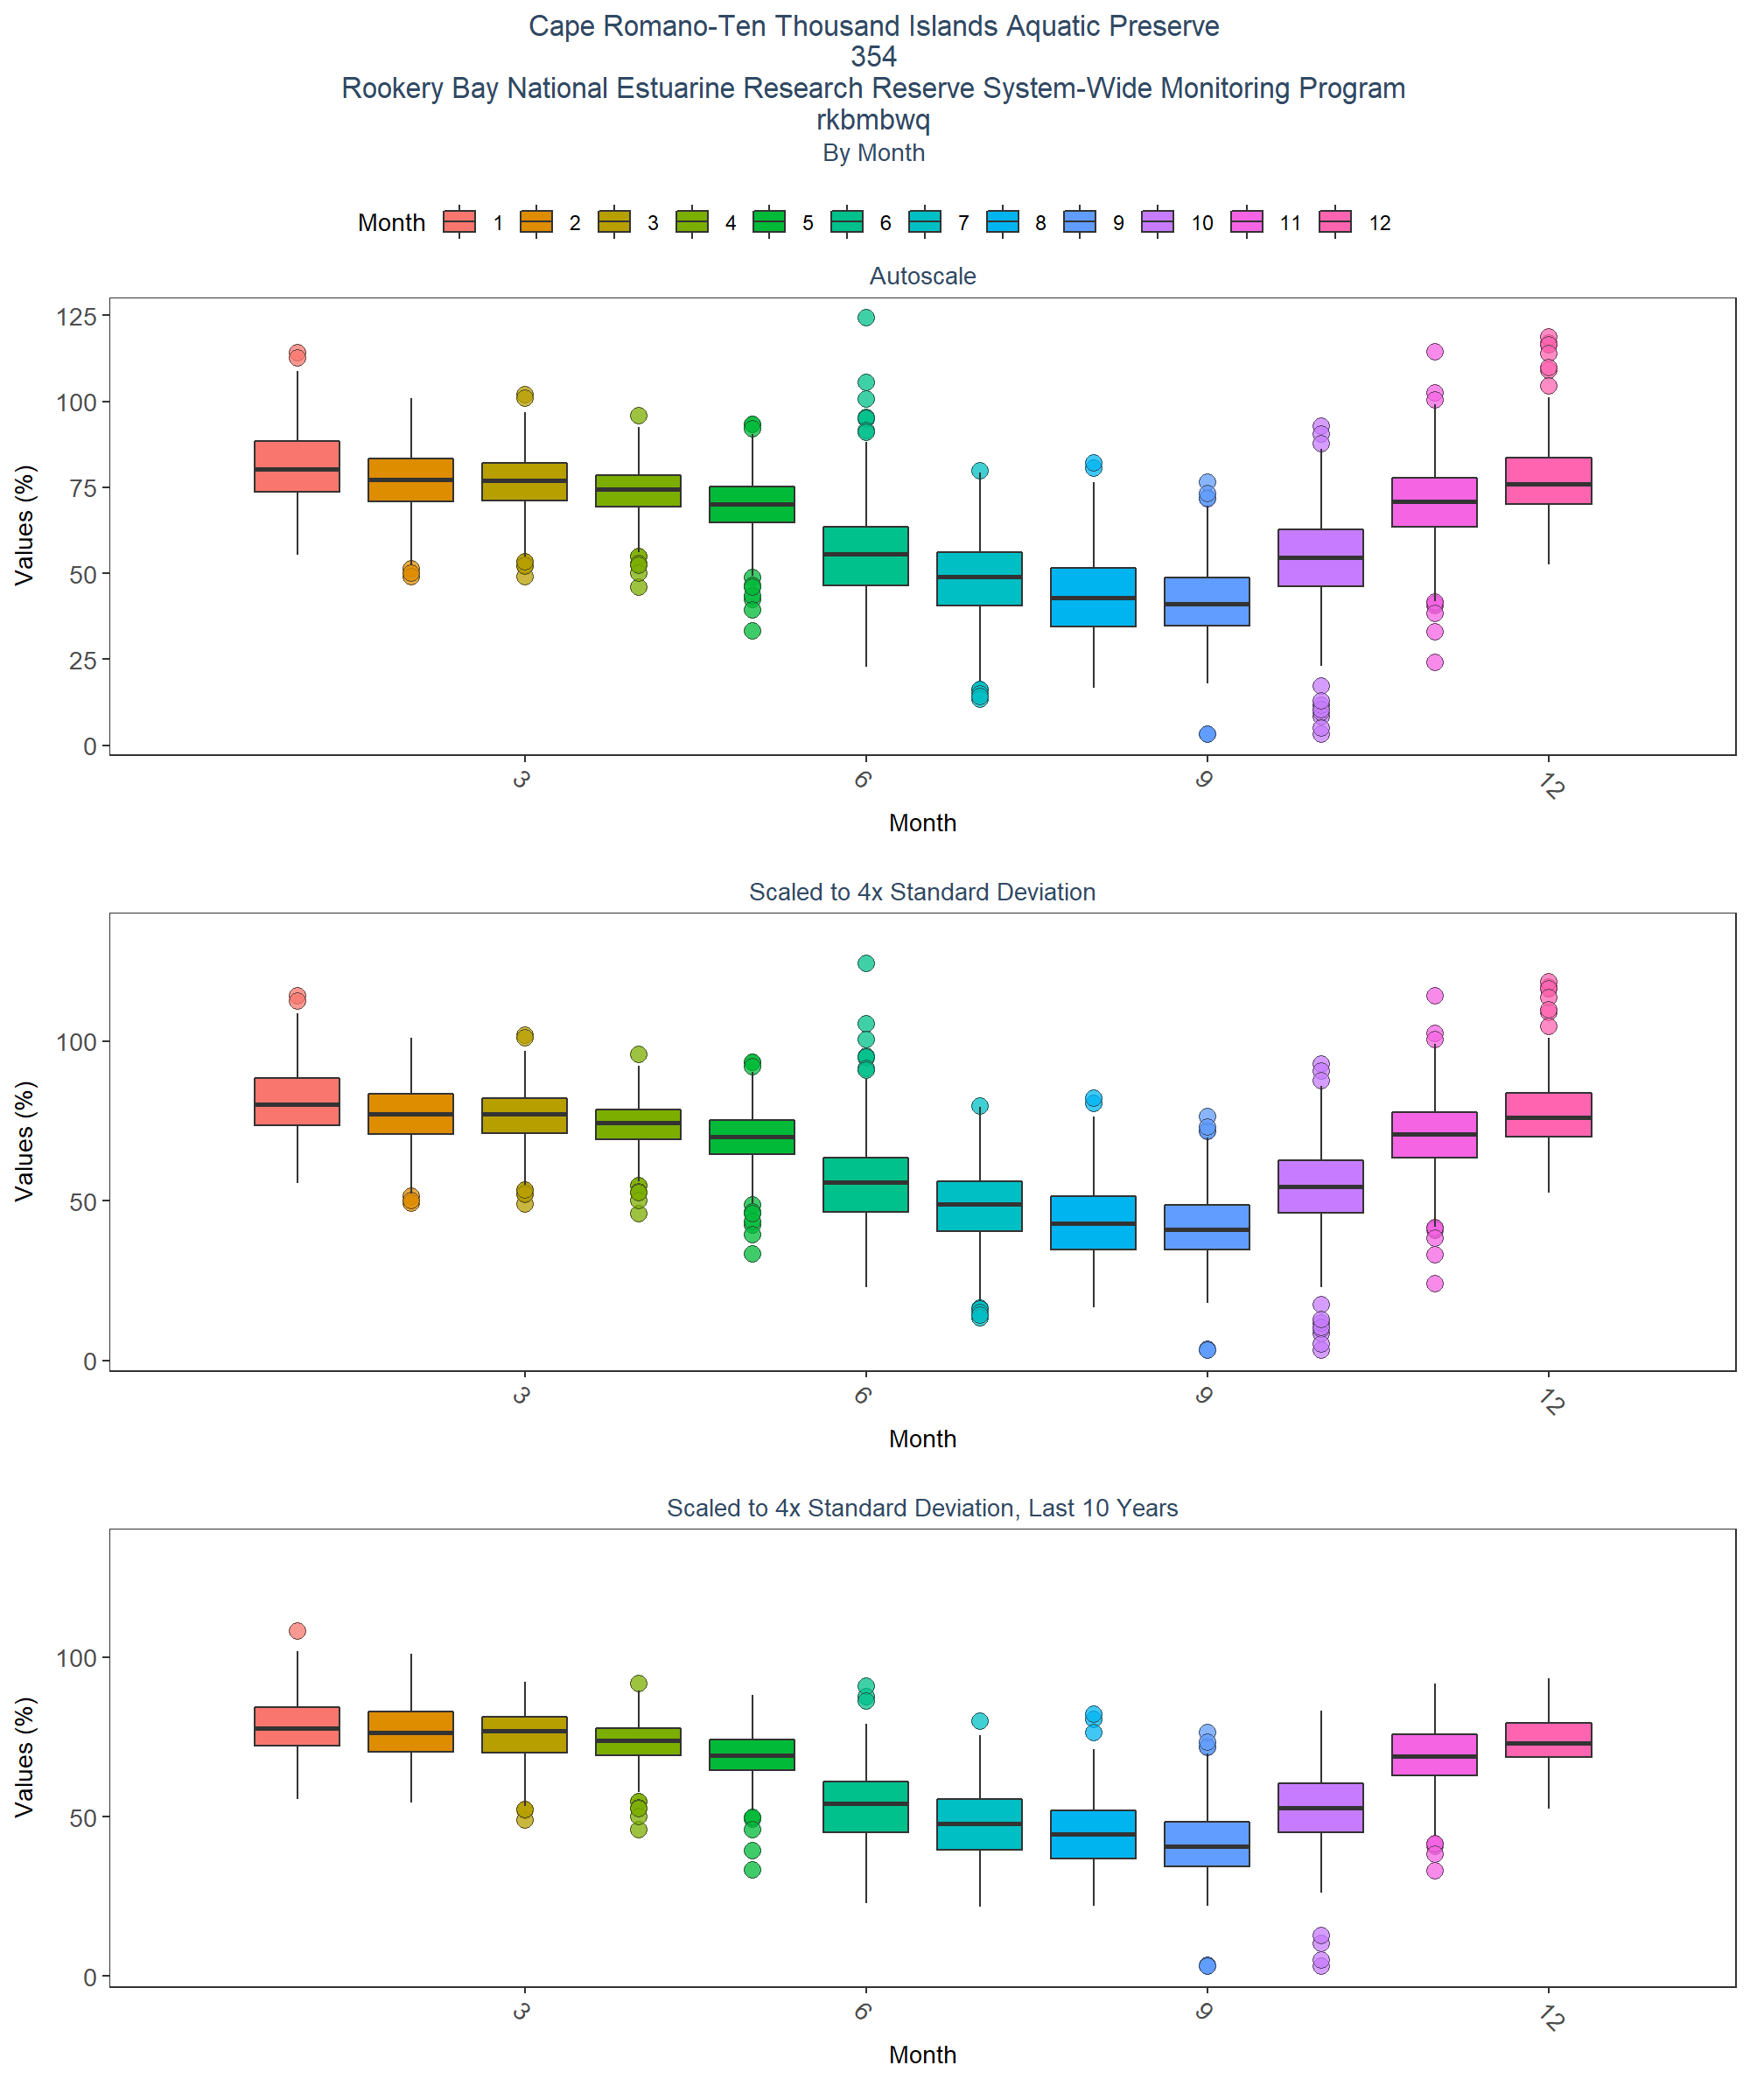 Cape Romano-Ten Thousand Islands Aquatic Preserve
354
Rookery Bay National Estuarine Research Reserve System-Wide Monitoring Program
rkbmbwq
By Month
Month 1 2 3 4 5 6 7 8 9 10 11 12
Autoscale
Values (%)
125
100
75
50
25
0
3 6 9 12
Month
Scaled to 4x Standard Deviation
Values (%)
100
50
0
3 6 9 12
Month
Scaled to 4x Standard Deviation, Last 10 Years
Values (%)
100
50
0
3 6 9 12
Month